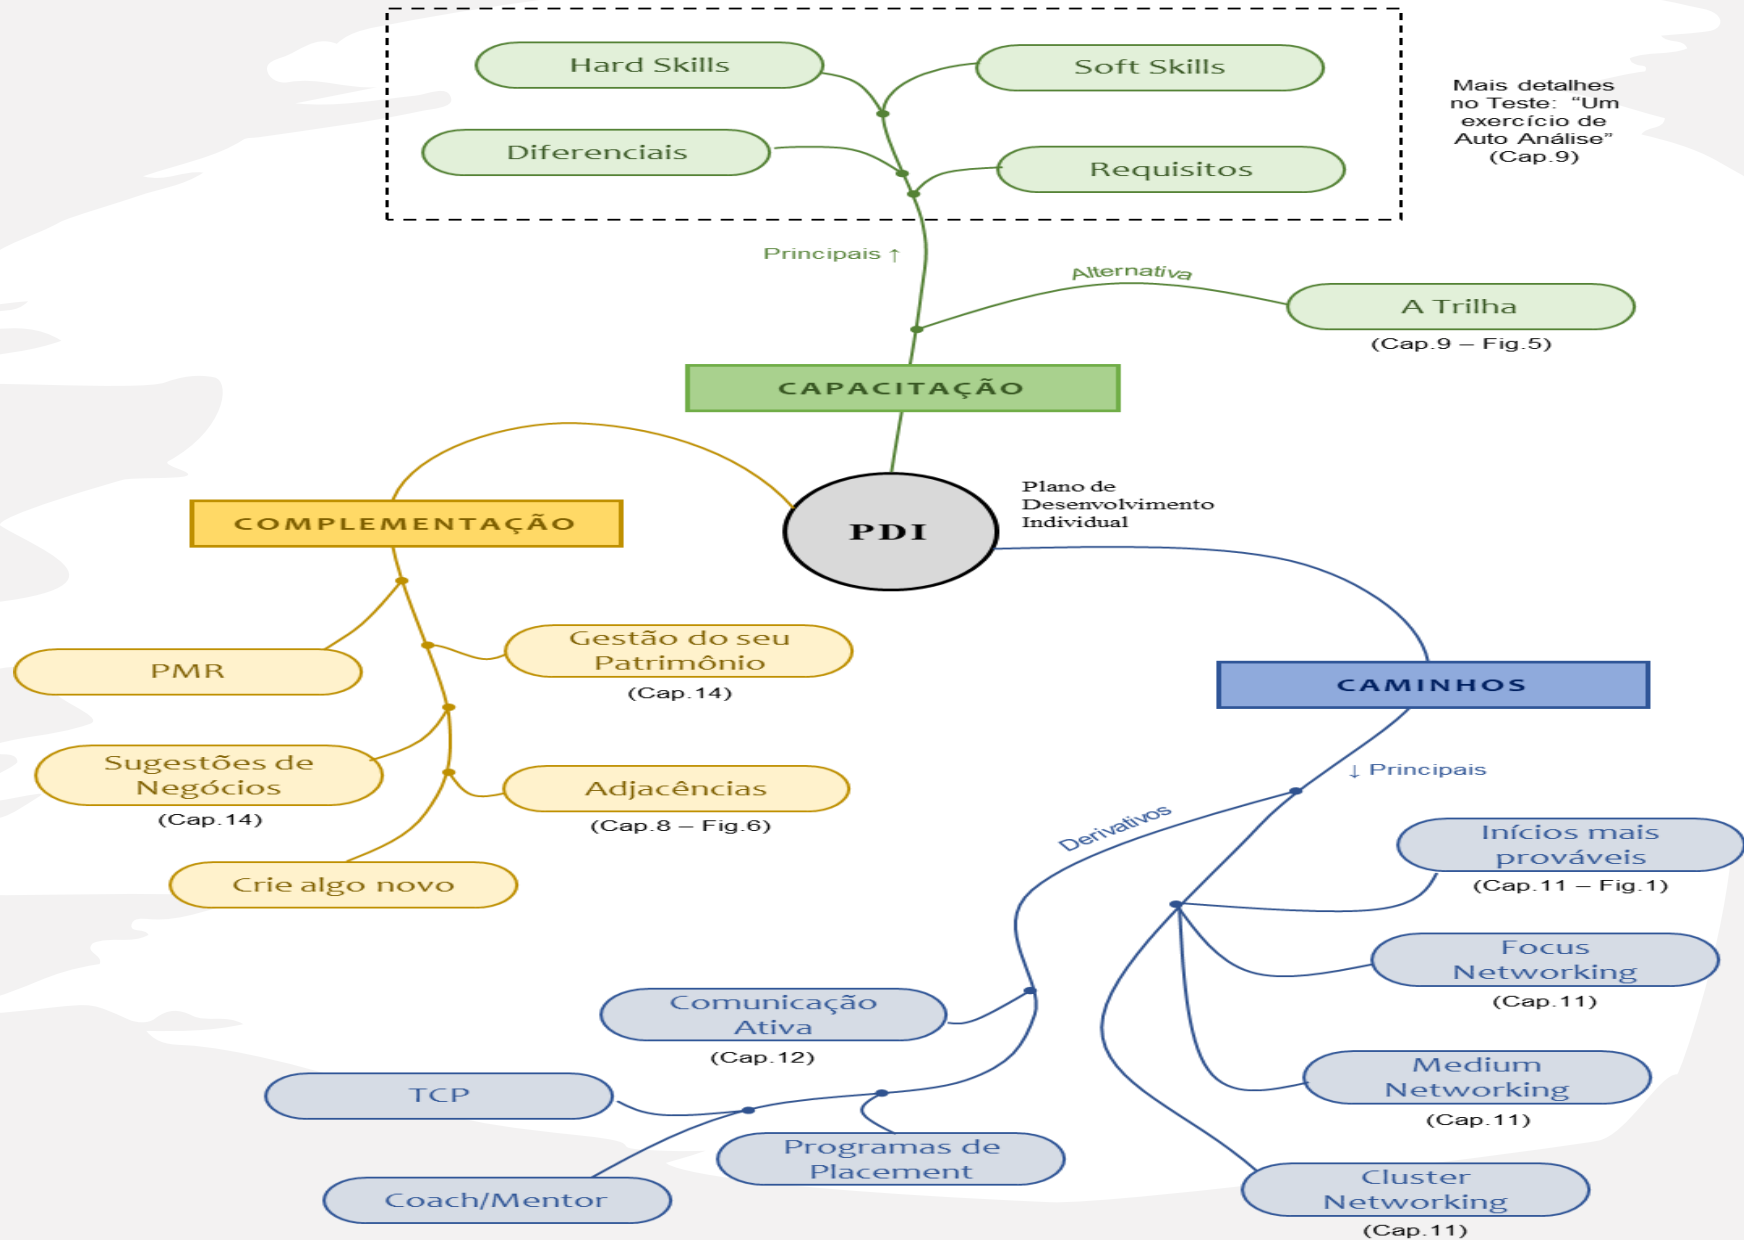 Hard Skills
Soft Skills
Diferenciais
Requisitos
Mais detalhes
no Teste: “Um
exercício de
Auto Análise”
(Cap.9)
Principais ↑
Alternativa
A Trilha
(Cap.9 – Fig.5)
CAPACITAÇÃO
COMPLEMENTAÇÃO
PDI
Plano de
Desenvolvimento
Individual
PMR
Gestão do seu
Patrimônio
(Cap.14)
Sugestões de
Negócios
(Cap.14)
Adjacências
(Cap.8 – Fig.6)
Crie algo novo
CAMINHOS
↓ Principais
Derivativos
Inícios mais
prováveis
(Cap.11 – Fig.1)
Focus
Networking
(Cap.11)
Medium
Networking
(Cap.11)
Cluster
Networking
(Cap.11)
Comunicação
Ativa
(Cap.12)
TCP
Programas de
Placement
Coach/Mentor